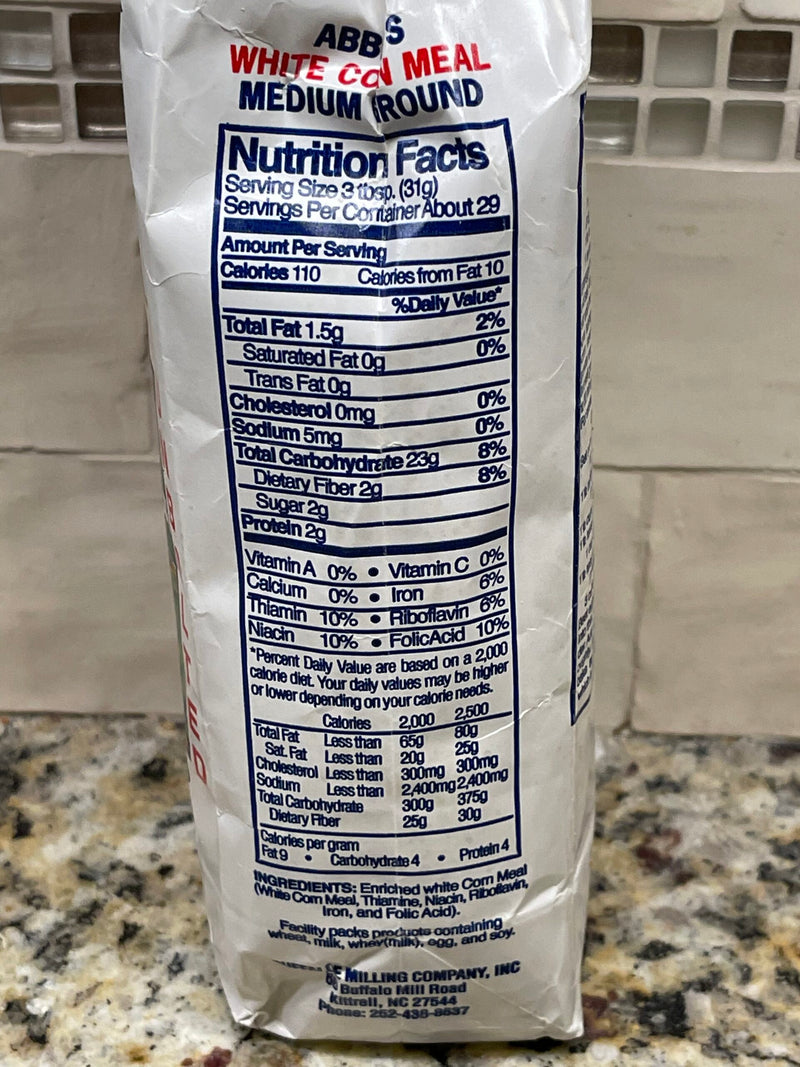 ABB'S
WHITE CORN MEAL
MEDIUM GROUND
Nutrition Facts
Serving Size 3 tbsp. (31g)
Servings Per Container About 29
Amount Per Serving
Calories 110 Calories from Fat 10
%Daily Value*
Total Fat 1.5g 2%
Saturated Fat 0g 0%
Trans Fat 0g
Cholesterol 0mg 0%
Sodium 5mg 0%
Total Carbohydrate 23g 8%
Dietary Fiber 2g 8%
Sugar 2g
Protein 2g
Vitamin A 0% • Vitamin C 0%
Calcium 0% • Iron 6%
Thiamin 10% • Riboflavin 6%
Niacin 10% • Folic Acid 10%
*Percent Daily Value are based on a 2,000
calorie diet. Your daily values may be higher
or lower depending on your calorie needs.
Calories 2,000 2,500
Total Fat Less than 65g 80g
Sat. Fat Less than 20g 25g
Cholesterol Less than 300mg 300mg
Sodium Less than 2,400mg 2,400mg
Total Carbohydrate 300g 375g
Dietary Fiber 25g 30g
Calories per gram
Fat 9 • Carbohydrate 4 • Protein 4
INGREDIENTS: Enriched white Corn Meal
(White Corn Meal, Thiamine, Niacin, Riboflavin,
Iron, and Folic Acid).
Facility packs products containing
wheat, milk, whey(milk), egg, and soy.
MILLING COMPANY, INC
Buffalo Mill Road
Kittrell, NC 27544
Phone: 252-438-8637